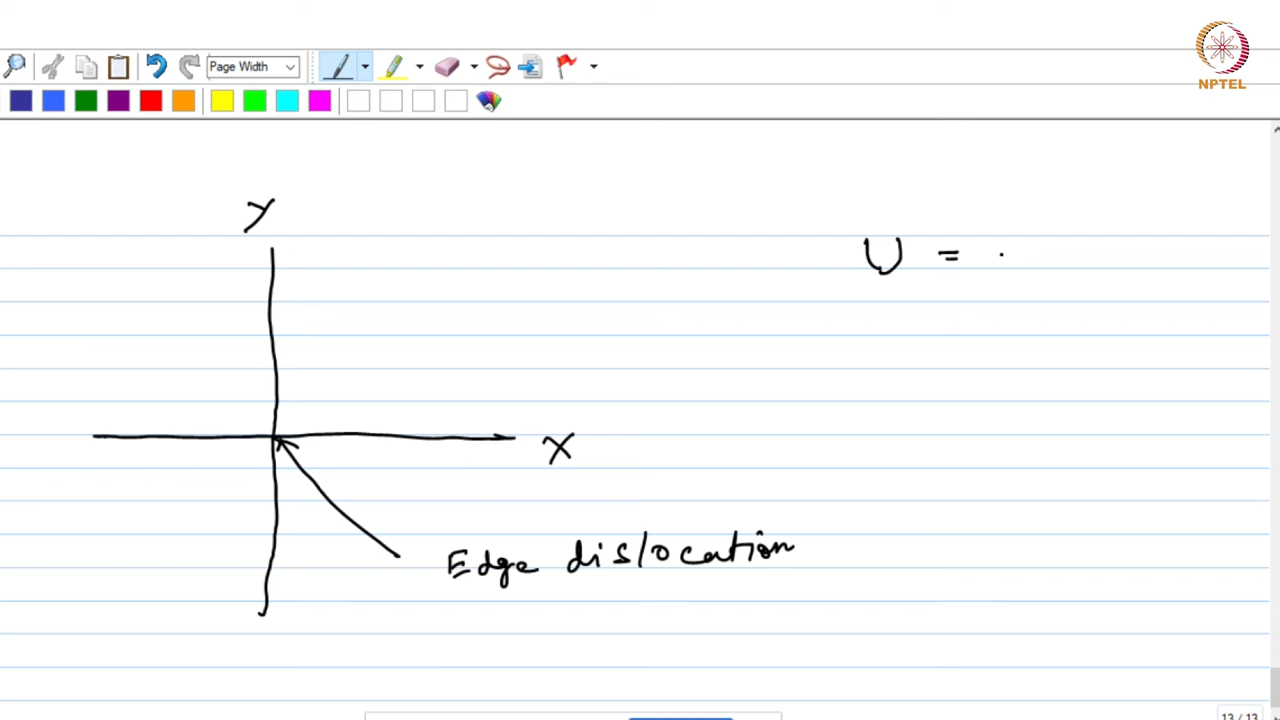 NPTEL
Page Width
y
U = .
X
Edge dislocation
13 / 13